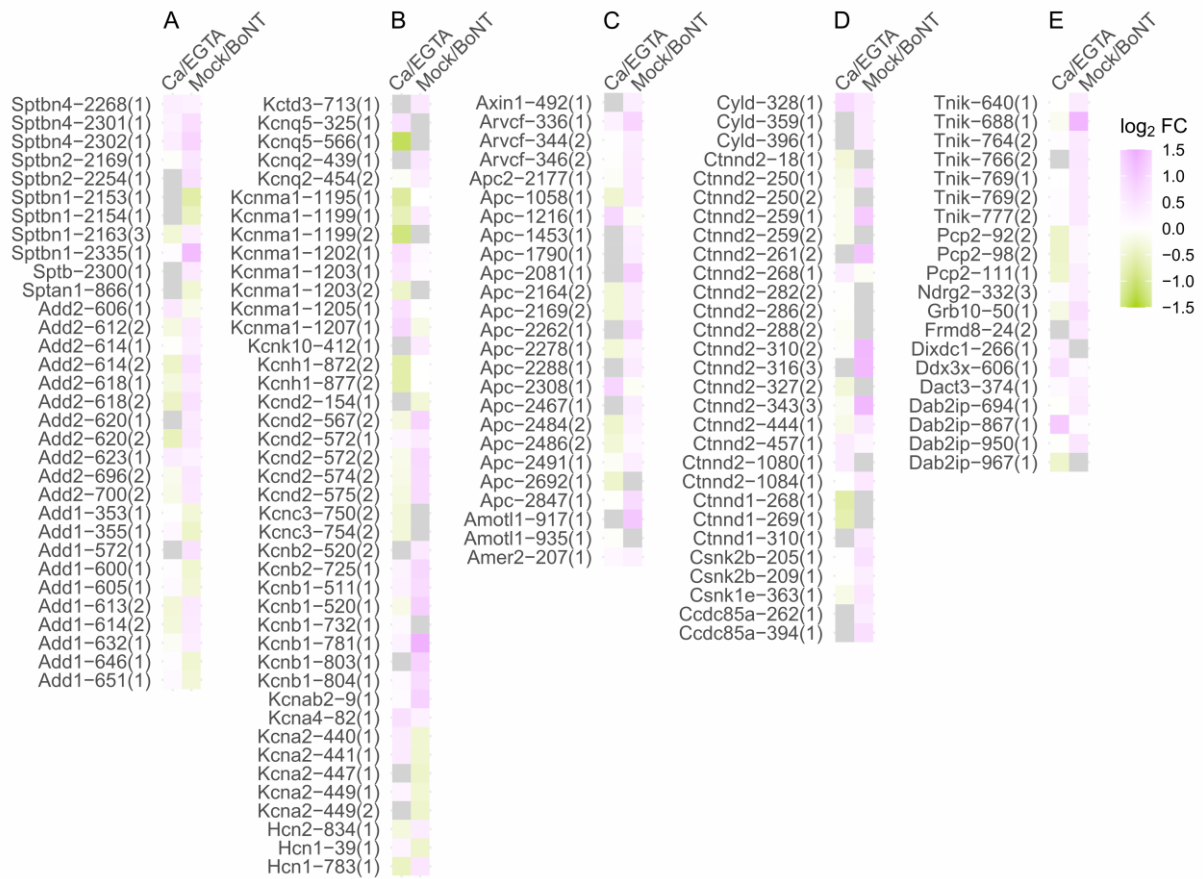 A
Ca/EGTA
Mock/BoNT
Sptbn4−2268(1)
Sptbn4−2301(1)
Sptbn4−2302(1)
Sptbn2−2169(1)
Sptbn2−2254(1)
Sptbn1−2153(1)
Sptbn1−2154(1)
Sptbn1−2163(3)
Sptbn1−2335(1)
Sptb−2300(1)
Sptan1−866(1)
Add2−606(1)
Add2−612(2)
Add2−614(1)
Add2−614(2)
Add2−618(1)
Add2−618(2)
Add2−620(1)
Add2−620(2)
Add2−623(1)
Add2−696(2)
Add2−700(2)
Add1−353(1)
Add1−355(1)
Add1−572(1)
Add1−600(1)
Add1−605(1)
Add1−613(2)
Add1−614(2)
Add1−632(1)
Add1−646(1)
Add1−651(1)
B
Ca/EGTA
Mock/BoNT
Kctd3−713(1)
Kcnq5−325(1)
Kcnq5−566(1)
Kcnq2−439(1)
Kcnq2−454(2)
Kcnma1−1195(1)
Kcnma1−1199(1)
Kcnma1−1199(2)
Kcnma1−1202(1)
Kcnma1−1203(1)
Kcnma1−1203(2)
Kcnma1−1205(1)
Kcnma1−1207(1)
Kcnk10−412(1)
Kcnh1−872(2)
Kcnh1−877(2)
Kcnd2−154(1)
Kcnd2−567(2)
Kcnd2−572(1)
Kcnd2−572(2)
Kcnd2−574(2)
Kcnd2−575(2)
Kcnc3−750(2)
Kcnc3−754(2)
Kcnb2−520(2)
Kcnb2−725(1)
Kcnb1−511(1)
Kcnb1−520(1)
Kcnb1−732(1)
Kcnb1−781(1)
Kcnb1−803(1)
Kcnb1−804(1)
Kcnab2−9(1)
Kcna4−82(1)
Kcna2−440(1)
Kcna2−441(1)
Kcna2−447(1)
Kcna2−449(1)
Kcna2−449(2)
Hcn2−834(1)
Hcn1−39(1)
Hcn1−783(1)
C
Ca/EGTA
Mock/BoNT
Axin1−492(1)
Arvcf−336(1)
Arvcf−344(2)
Arvcf−346(2)
Apc2−2177(1)
Apc−1058(1)
Apc−1216(1)
Apc−1453(1)
Apc−1790(1)
Apc−2081(1)
Apc−2164(2)
Apc−2169(2)
Apc−2262(1)
Apc−2278(1)
Apc−2288(1)
Apc−2308(1)
Apc−2467(1)
Apc−2484(2)
Apc−2486(2)
Apc−2491(1)
Apc−2692(1)
Apc−2847(1)
Amotl1−917(1)
Amotl1−935(1)
Amer2−207(1)
D
Ca/EGTA
Mock/BoNT
Cyld−328(1)
Cyld−359(1)
Cyld−396(1)
Ctnnd2−18(1)
Ctnnd2−250(1)
Ctnnd2−250(2)
Ctnnd2−259(1)
Ctnnd2−259(2)
Ctnnd2−261(2)
Ctnnd2−268(1)
Ctnnd2−282(2)
Ctnnd2−286(2)
Ctnnd2−288(2)
Ctnnd2−310(2)
Ctnnd2−316(3)
Ctnnd2−327(2)
Ctnnd2−343(3)
Ctnnd2−444(1)
Ctnnd2−457(1)
Ctnnd2−1080(1)
Ctnnd2−1084(1)
Ctnnd1−268(1)
Ctnnd1−269(1)
Ctnnd1−310(1)
Csnk2b−205(1)
Csnk2b−209(1)
Csnk1e−363(1)
Ccdc85a−262(1)
Ccdc85a−394(1)
E
Ca/EGTA
Mock/BoNT
Tnik−640(1)
Tnik−688(1)
Tnik−764(2)
Tnik−766(2)
Tnik−769(1)
Tnik−769(2)
Tnik−777(2)
Pcp2−92(2)
Pcp2−98(2)
Pcp2−111(1)
Ndrg2−332(3)
Grb10−50(1)
Frmd8−24(2)
Dixdc1−266(1)
Ddx3x−606(1)
Dact3−374(1)
Dab2ip−694(1)
Dab2ip−867(1)
Dab2ip−950(1)
Dab2ip−967(1)
log2 FC
1.5
1.0
0.5
0.0
−0.5
−1.0
−1.5